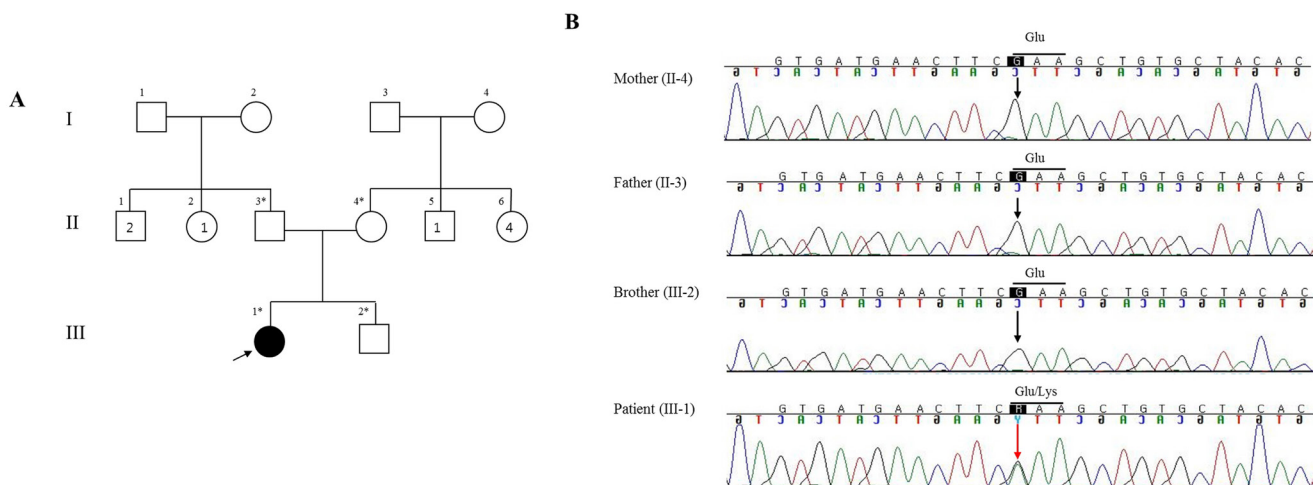 A
B
I
1
2
3
4
II
1
2
3*
4*
5
6
2
1
1
4
III
1*
2*
Glu
Mother (II-4)
G T G A T G A A C T T C G A A G C T G T G C T A C A C
G T C A C T A C T T G A A G C T T C G A C A C G A T G T G
Glu
Father (II-3)
G T G A T G A A C T T C G A A G C T G T G C T A C A C
G T C A C T A C T T G A A G C T T C G A C A C G A T G T G
Glu
Brother (III-2)
G T G A T G A A C T T C G A A G C T G T G C T A C A C
G T C A C T A C T T G A A G C T T C G A C A C G A T G T G
Glu/Lys
Patient (III-1)
G T G A T G A A C T T C R A A G C T G T G C T A C A C
G T C A C T A C T T G A A G Y T T C G A C A C G A T G T G